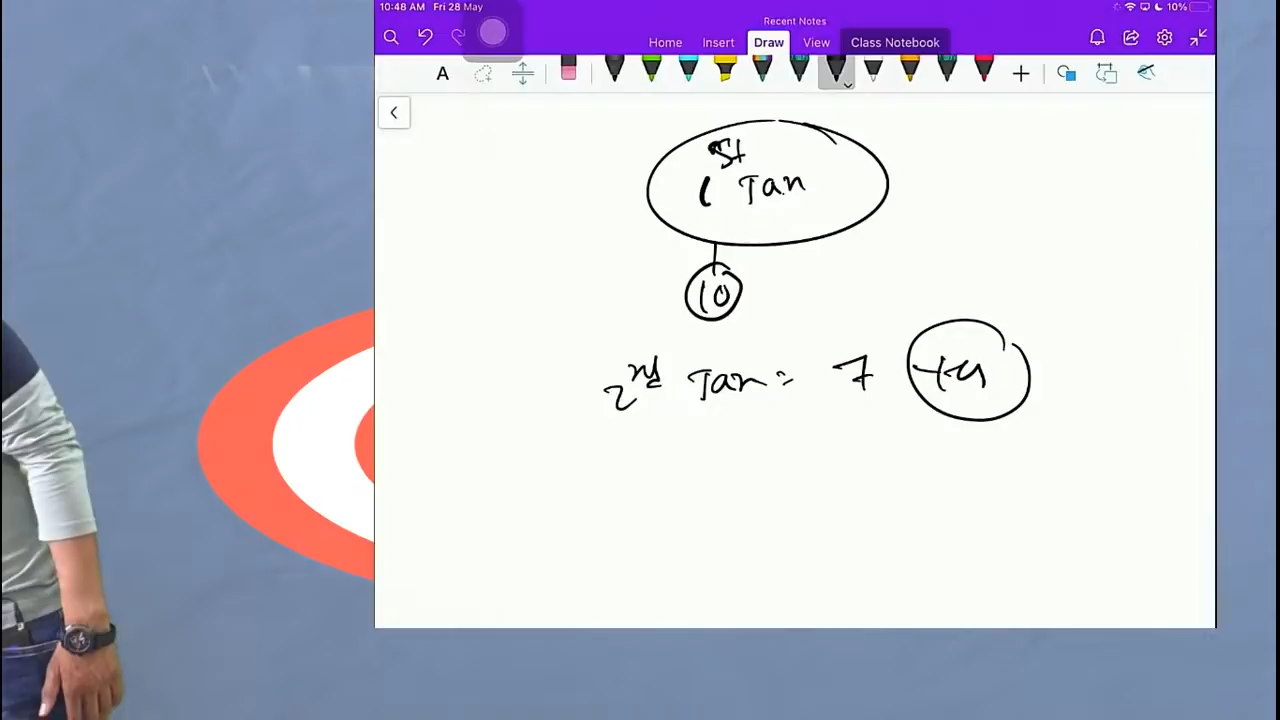 10:48 AM Fri 28 May
10%
Recent Notes
Home Insert Draw View Class Notebook
A
1st Jan
10
2nd Jan = 7